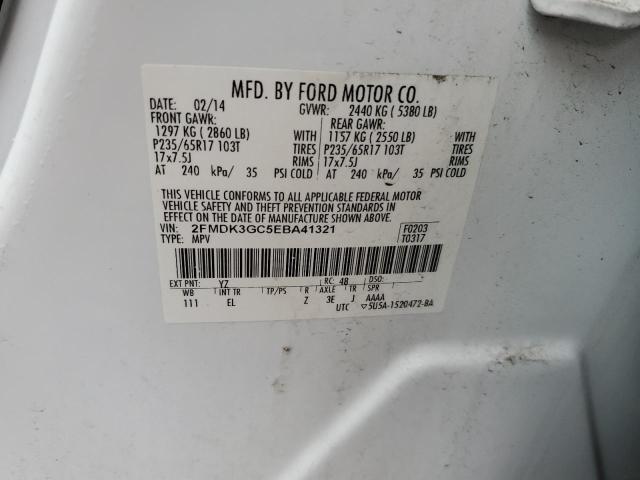 MFD. BY FORD MOTOR CO.
DATE: 02/14 GVWR: 2440 KG ( 5380 LB)
FRONT GAWR: REAR GAWR:
1297 KG ( 2860 LB) WITH 1157 KG ( 2550 LB) WITH
P235/65R17 103T TIRES P235/65R17 103T TIRES
17x7.5J RIMS 17x7.5J RIMS
AT 240 kPa/ 35 PSI COLD AT 240 kPa/ 35 PSI COLD
THIS VEHICLE CONFORMS TO ALL APPLICABLE FEDERAL MOTOR
VEHICLE SAFETY AND THEFT PREVENTION STANDARDS IN
EFFECT ON THE DATE OF MANUFACTURE SHOWN ABOVE.
VIN: 2FMDK3GC5EBA41321 F0203
TYPE: MPV T0317
EXT PNT: YZ RC: 48 DSO:
WB INT TR TP/PS R AXLE TR SPR
111 EL Z 3E J AAAA
UTC ▽5U5A-1520472-BA